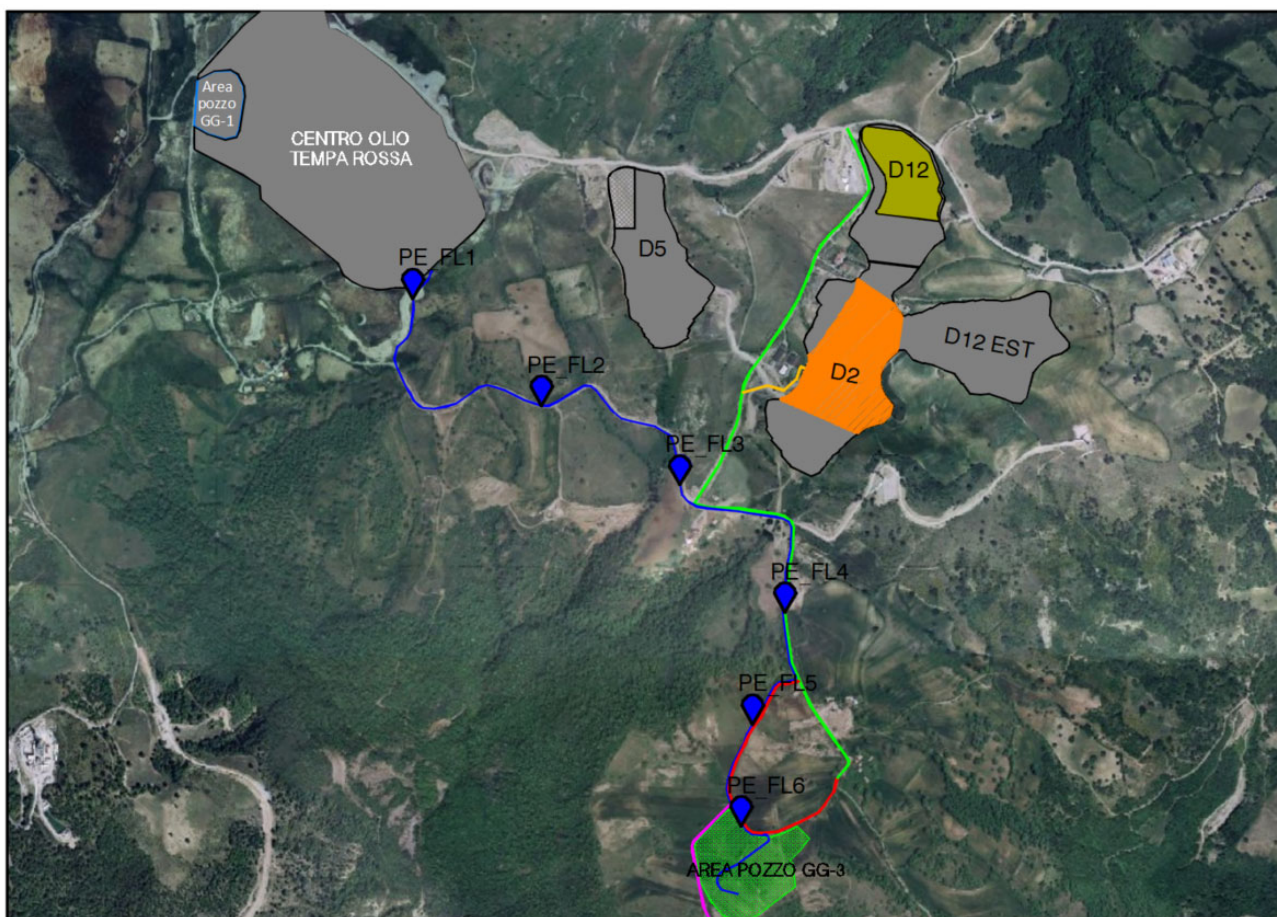 Area
pozzo
GG-1
CENTRO OLIO
TEMPA ROSSA
D12
D5
PE_FL1
D12 EST
PE_FL2
D2
PE_FL3
PE_FL4
PE_FL5
PE_FL6
AREA POZZO GG-3